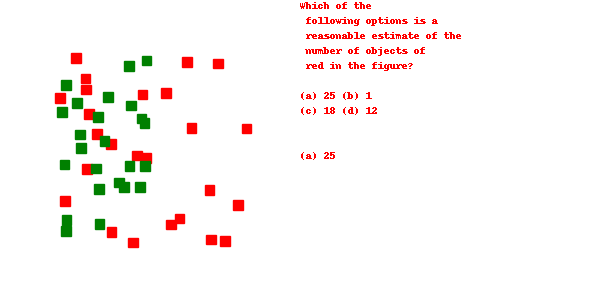 Which of the
following options is a
reasonable estimate of the
number of objects of
red in the figure?
(a) 25 (b) 1
(c) 18 (d) 12
(a) 25